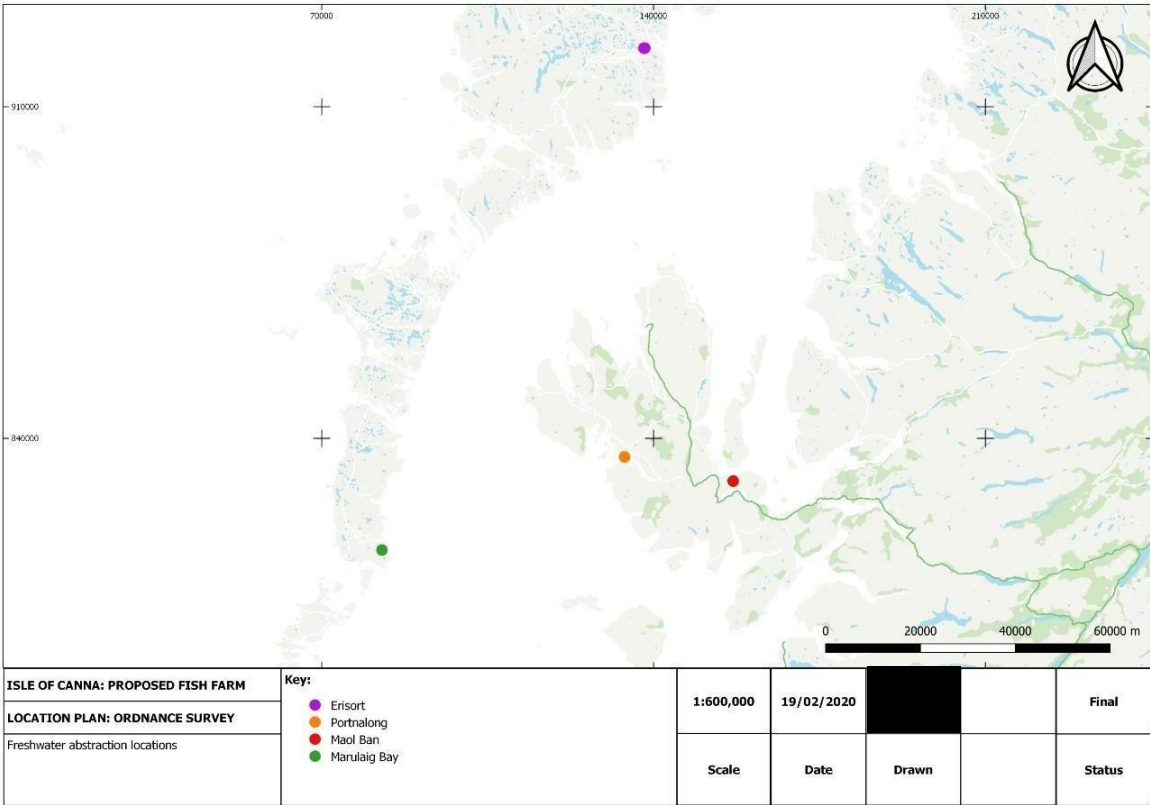 70000
140000
210000
910000
840000
0 20000 40000 60000 m
ISLE OF CANNA: PROPOSED FISH FARM
LOCATION PLAN: ORDNANCE SURVEY
Freshwater abstraction locations
Key:
Erisort
Portnalong
Maol Ban
Marulaig Bay
1:600,000
19/02/2020
Final
Scale
Date
Drawn
Status